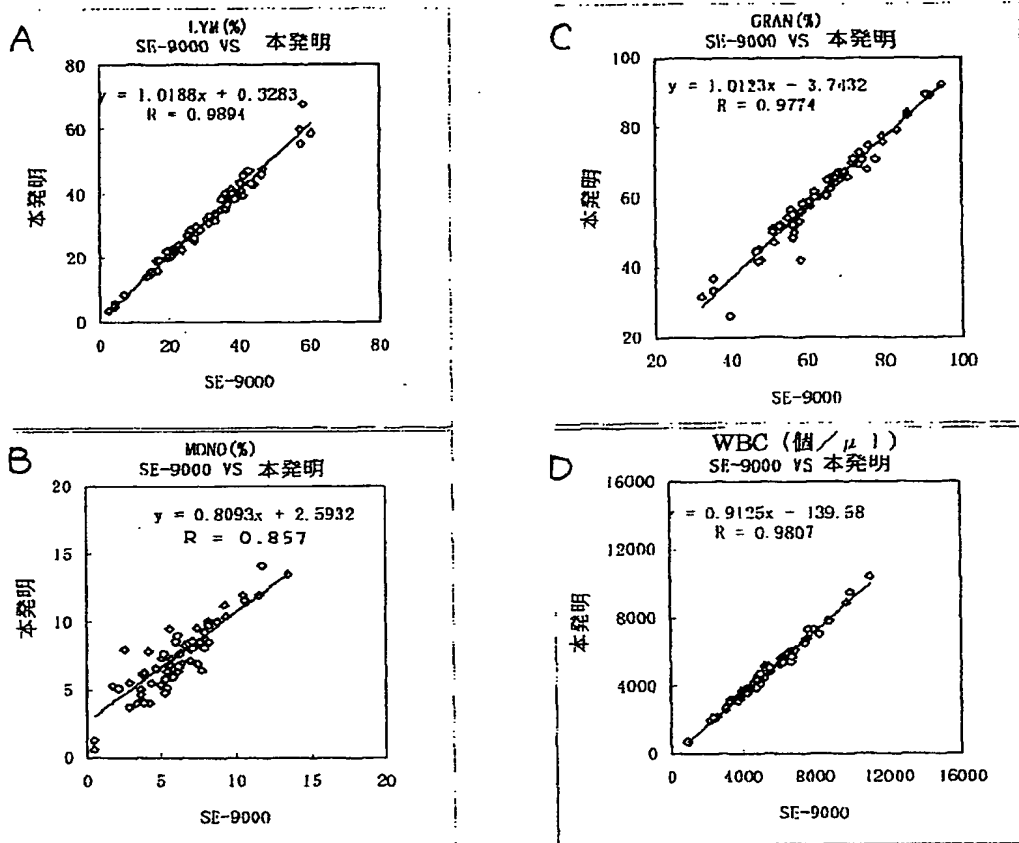 A
LYM(%)
SE-9000 VS 本発明
80
60
40
20
0
y = 1.0188x + 0.3283
R = 0.9894
本発明
0 20 40 60 80
SE-9000
B
MONO(%)
SE-9000 VS 本発明
20
15
10
5
0
y = 0.8093x + 2.5932
R = 0.857
本発明
0 5 10 15 20
SE-9000
C
GRAN(%)
SE-9000 VS 本発明
100
80
60
40
20
y = 1.0123x - 3.7432
R = 0.9774
本発明
20 40 60 80 100
SE-9000
D
WBC (個/μl)
SE-9000 VS 本発明
16000
12000
8000
4000
0
= 0.9125x - 139.58
R = 0.9807
本発明
0 4000 8000 12000 16000
SE-9000